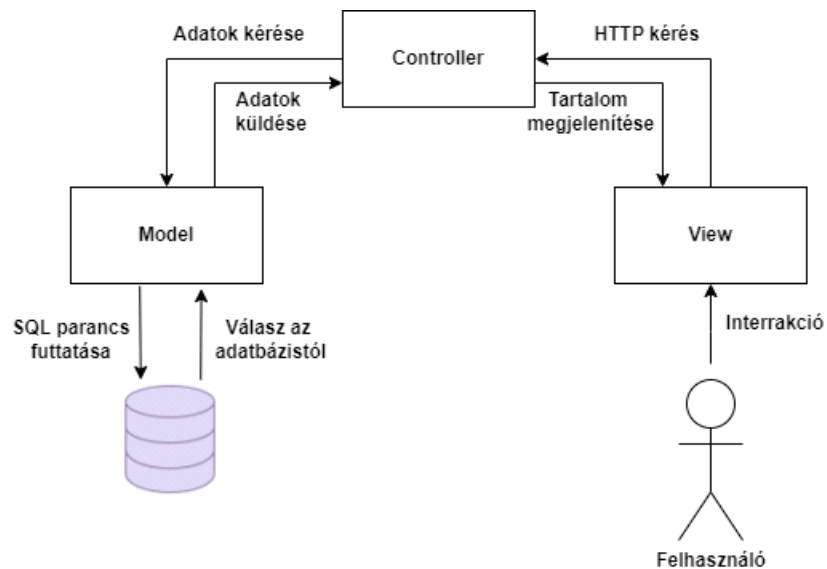 Adatok kérése
Controller
HTTP kérés
Adatok
küldése
Tartalom
megjelenítése
Model
View
SQL parancs
futtatása
Válasz az
adatbázistól
Interrakció
Felhasználó